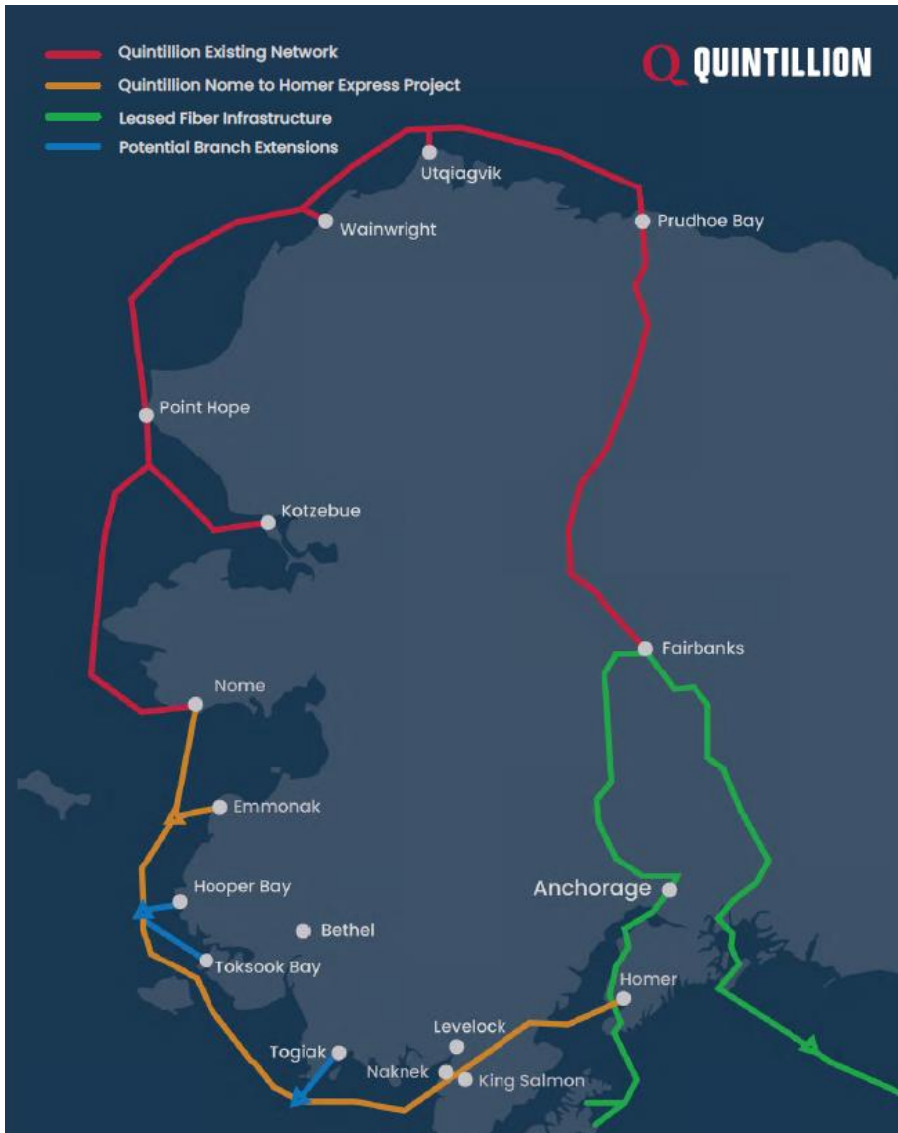 Quintillion Existing Network
Q QUINTILLION
Quintillion Nome to Homer Express Project
Leased Fiber Infrastructure
Potential Branch Extensions
Utqiagvik
Wainwright
Prudhoe Bay
Point Hope
Kotzebue
Fairbanks
Nome
Emmonak
Hooper Bay
Anchorage
Bethel
Toksook Bay
Homer
Levelock
Togiak
Naknek
King Salmon